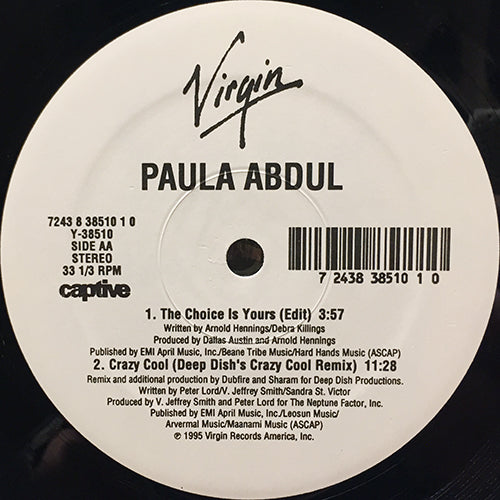 Virgin
PAULA ABDUL
7243 8 38510 1 0
Y-38510
SIDE AA
STEREO
33 1/3 RPM
captive
7 2438 38510 1 0
1. The Choice Is Yours (Edit) 3:57
Written by Arnold Hennings/Debra Killings
Produced by Dallas Austin and Arnold Hennings
Published by EMI April Music, Inc./Beane Tribe Music/Hard Hands Music (ASCAP)
2. Crazy Cool (Deep Dish's Crazy Cool Remix) 11:28
Remix and additional production by Dubfire and Sharam for Deep Dish Productions.
Written by Peter Lord/V. Jeffrey Smith/Sandra St. Victor
Produced by V. Jeffrey Smith and Peter Lord for The Neptune Factor, Inc.
Published by EMI April Music, Inc./Leosun Music/
Arvermal Music/Maanami Music (ASCAP)
℗ 1995 Virgin Records America, Inc.